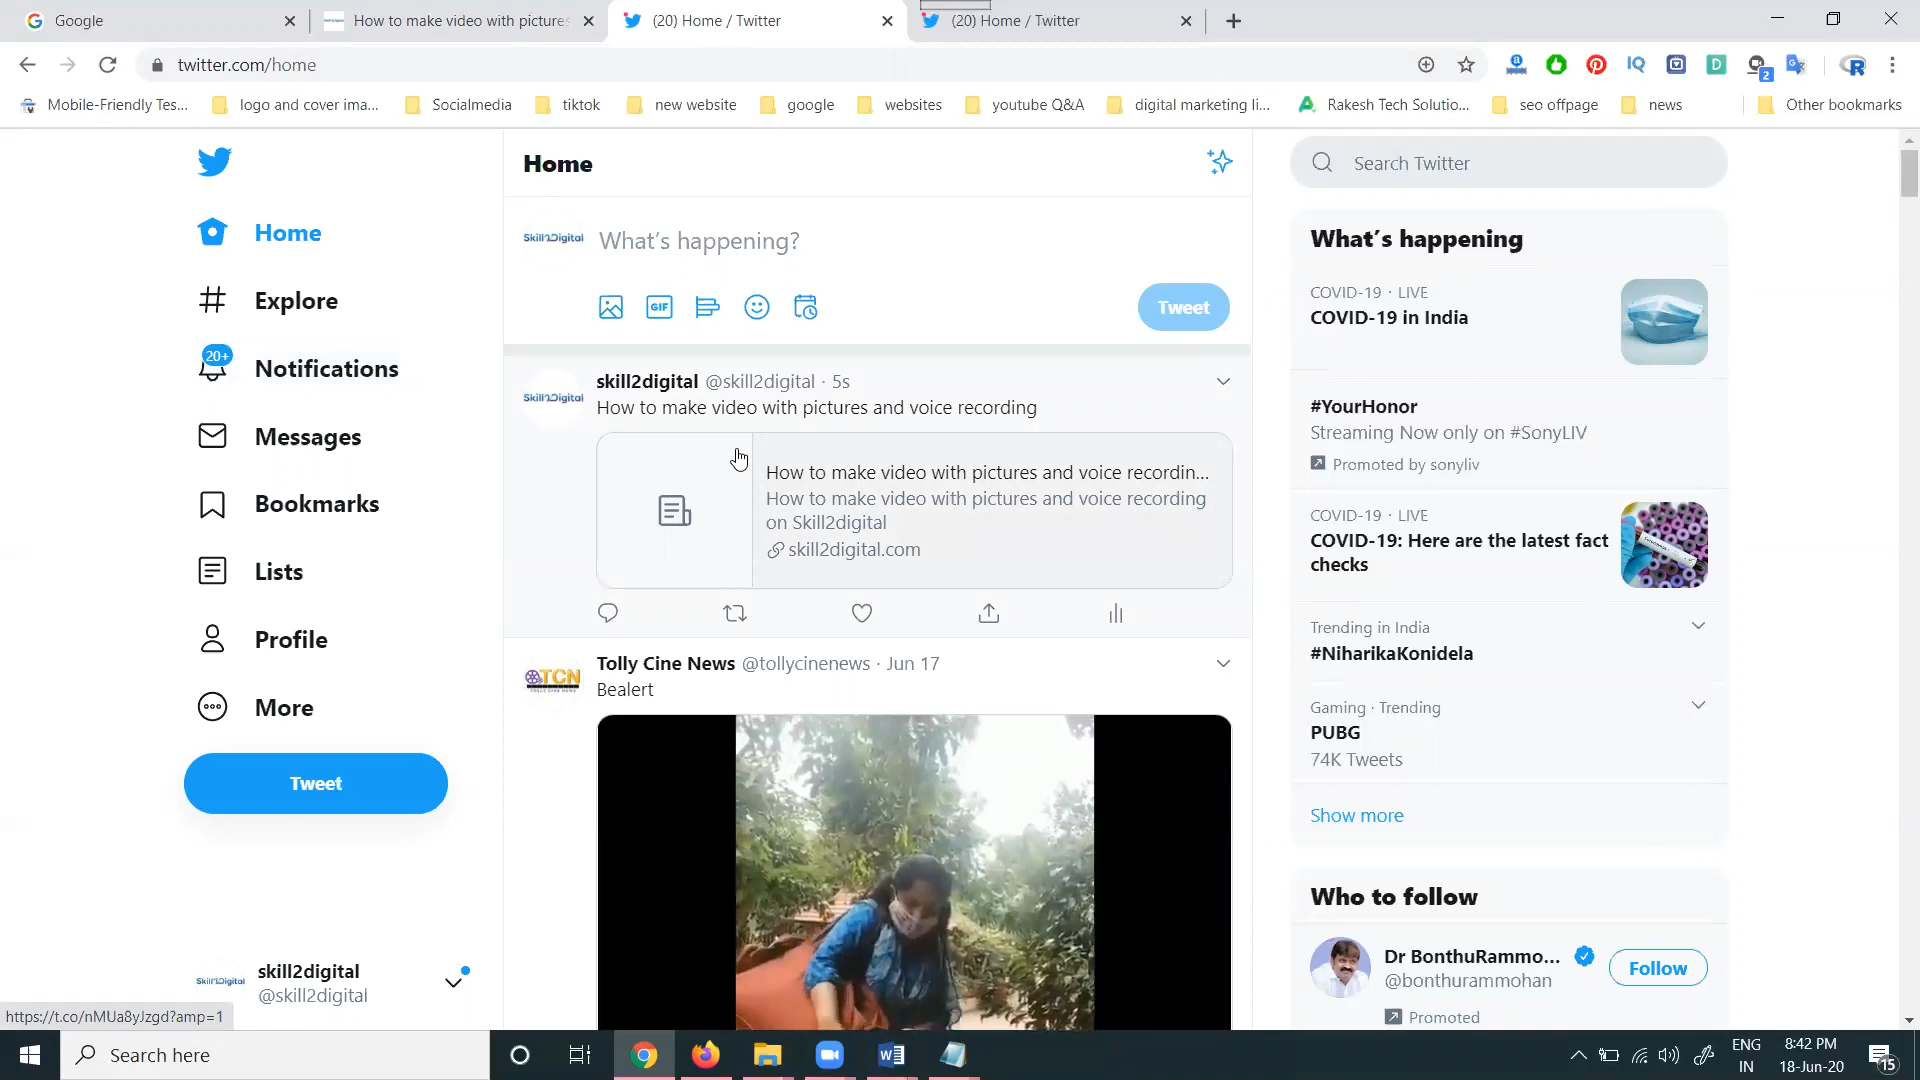 Google
How to make video with pictures
(20) Home / Twitter
(20) Home / Twitter
twitter.com/home
2
Mobile-Friendly Tes...
logo and cover ima...
Socialmedia
tiktok
new website
google
websites
youtube Q&A
digital marketing li...
Rakesh Tech Solutio...
seo offpage
news
Other bookmarks
Home
Explore
20+
Notifications
Messages
Bookmarks
Lists
Profile
More
Tweet
skill2digital
@skill2digital
Home
Skill2Digital
What's happening?
GIF
Tweet
Skill2Digital
skill2digital @skill2digital · 5s
How to make video with pictures and voice recording
How to make video with pictures and voice recordin...
How to make video with pictures and voice recording
on Skill2digital
skill2digital.com
TCN
Tolly Cine News @tollycinenews · Jun 17
Bealert
Search Twitter
What's happening
COVID-19 · LIVE
COVID-19 in India
#YourHonor
Streaming Now only on #SonyLIV
Promoted by sonyliv
COVID-19 · LIVE
COVID-19: Here are the latest fact
checks
Trending in India
#NiharikaKonidela
Gaming · Trending
PUBG
74K Tweets
Show more
Who to follow
Dr BonthuRammo...
@bonthurammohan
Follow
Promoted
https://t.co/nMUa8yJzgd?amp=1
Search here
ENG
IN
8:42 PM
18-Jun-20
15